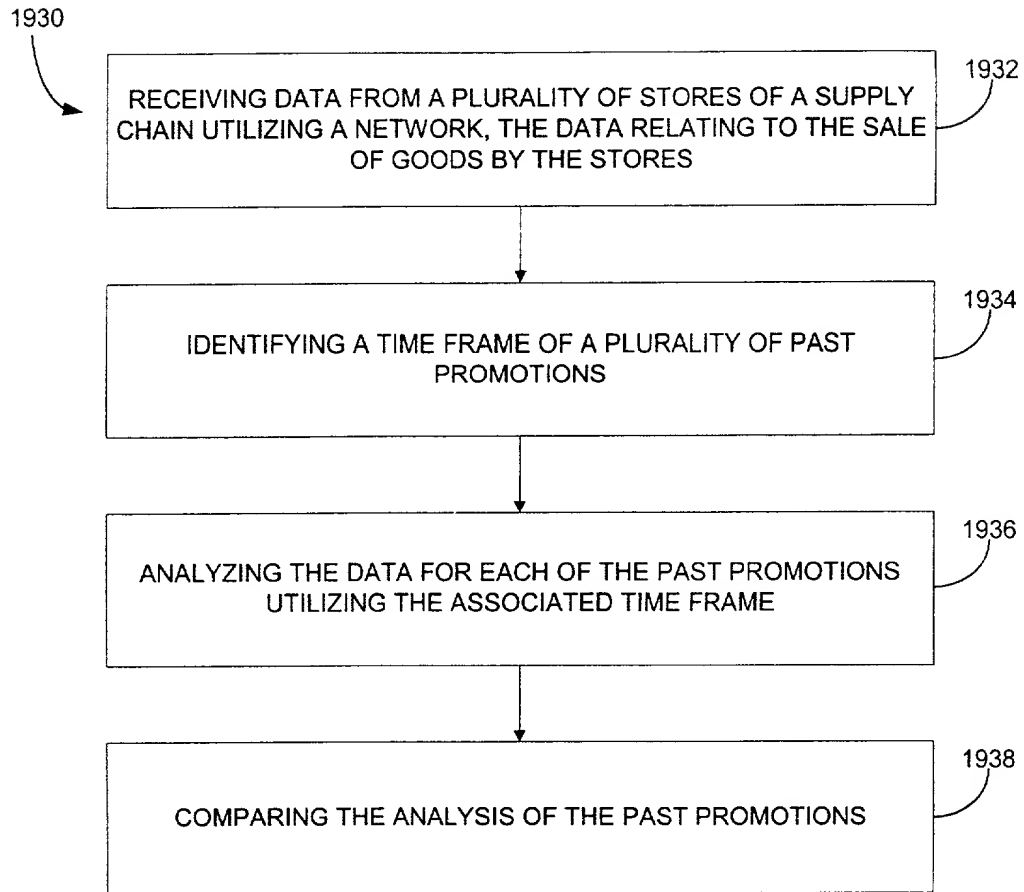 1930
1932
RECEIVING DATA FROM A PLURALITY OF STORES OF A SUPPLY
CHAIN UTILIZING A NETWORK, THE DATA RELATING TO THE SALE
OF GOODS BY THE STORES
1934
IDENTIFYING A TIME FRAME OF A PLURALITY OF PAST
PROMOTIONS
1936
ANALYZING THE DATA FOR EACH OF THE PAST PROMOTIONS
UTILIZING THE ASSOCIATED TIME FRAME
1938
COMPARING THE ANALYSIS OF THE PAST PROMOTIONS